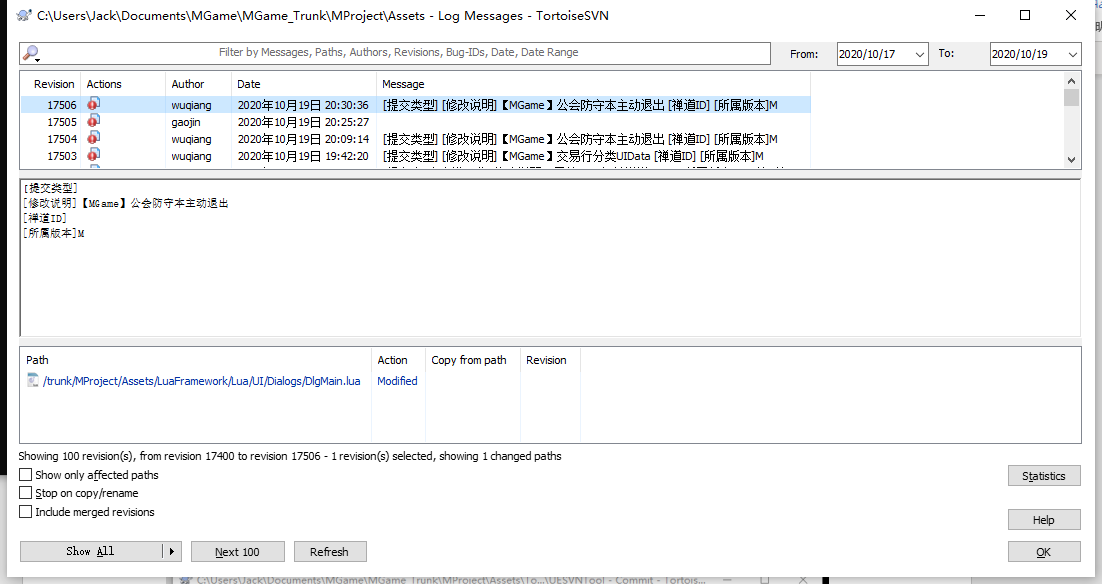 C:\Users\Jack\Documents\MGame\MGame_Trunk\MProject\Assets - Log Messages - TortoiseSVN
Filter by Messages, Paths, Authors, Revisions, Bug-IDs, Date, Date Range
From: 2020/10/17 To: 2020/10/19
Revision Actions Author Date Message
17506 wuqiang 2020年10月19日 20:30:36 [提交类型] [修改说明]【MGame】公会防守本主动退出 [禅道ID] [所属版本]M
17505 gaojin 2020年10月19日 20:25:27
17504 wuqiang 2020年10月19日 20:09:14 [提交类型] [修改说明]【MGame】公会防守本主动退出 [禅道ID] [所属版本]M
17503 wuqiang 2020年10月19日 19:42:20 [提交类型] [修改说明]【MGame】交易行分类UIData [禅道ID] [所属版本]M
[提交类型]
[修改说明]【MGame】公会防守本主动退出
[禅道ID]
[所属版本]M
Path Action Copy from path Revision
/trunk/MProject/Assets/LuaFramework/Lua/UI/Dialogs/DlgMain.lua Modified
Showing 100 revision(s), from revision 17400 to revision 17506 - 1 revision(s) selected, showing 1 changed paths
Show only affected paths
Stop on copy/rename
Include merged revisions
Statistics
Help
Show All Next 100 Refresh OK
C:\Users\Jack\Documents\MGame\MGame_Trunk\MProject\Assets\To...\UESVNTool - Commit - Tortois...